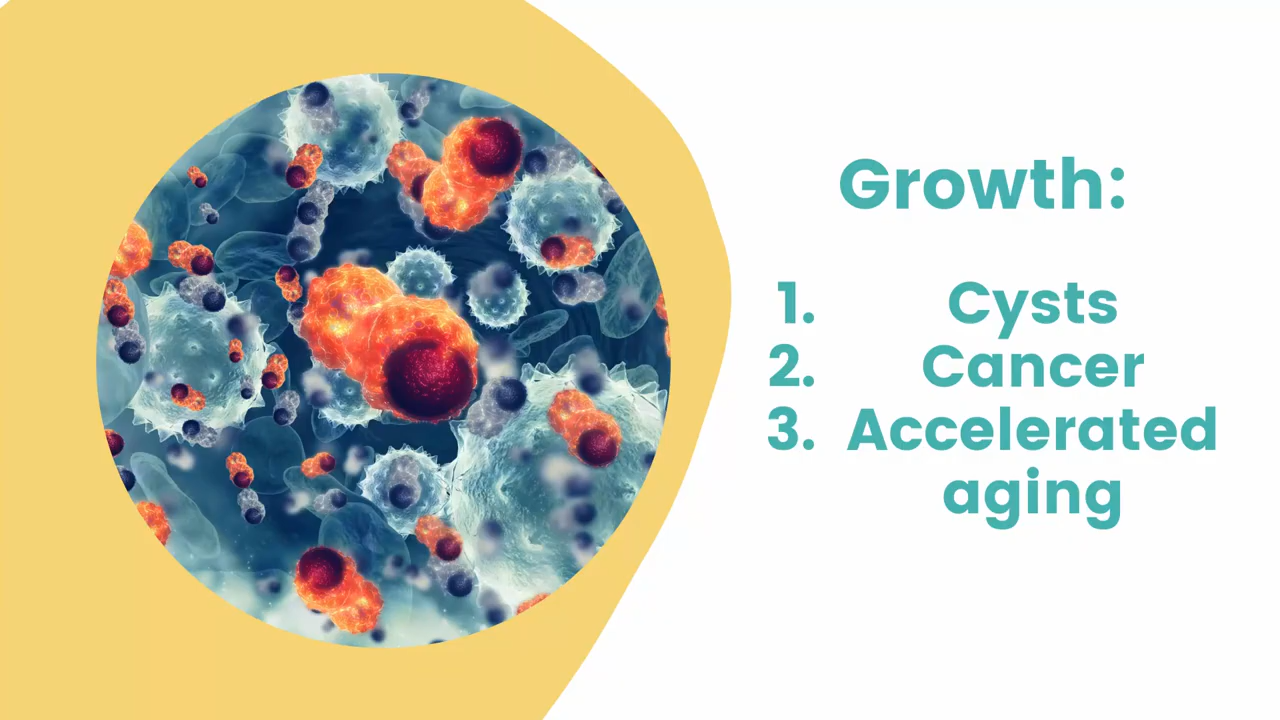 Growth:
1. Cysts
2. Cancer
3. Accelerated
aging